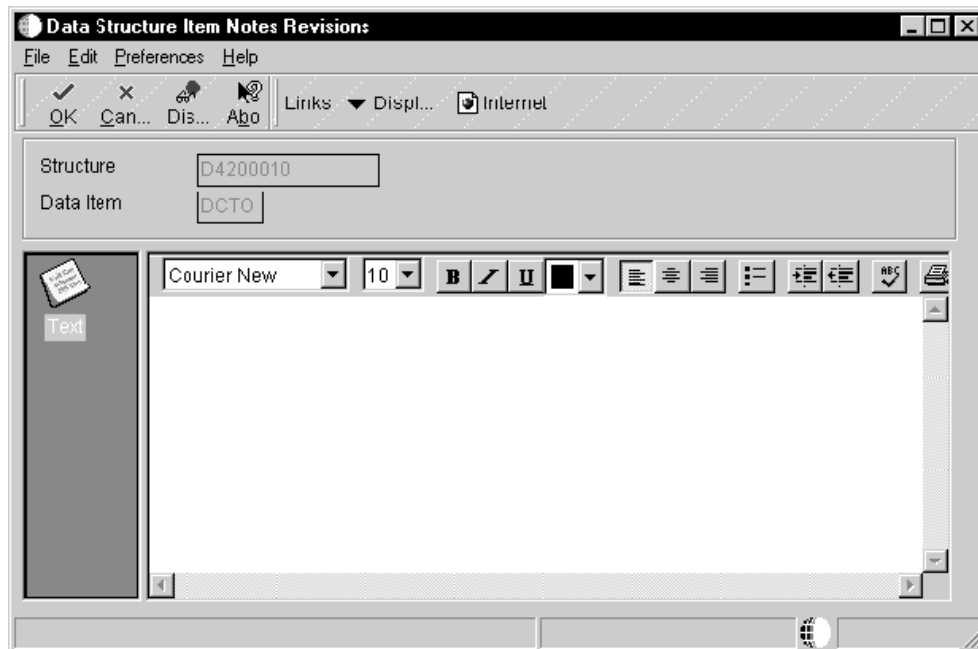 Data Structure Item Notes Revisions
File Edit Preferences Help
OK Can... Dis... Abo Links Displ... Internet
Structure D4200010
Data Item DCTO
Courier New 10 B I U ABC
Text